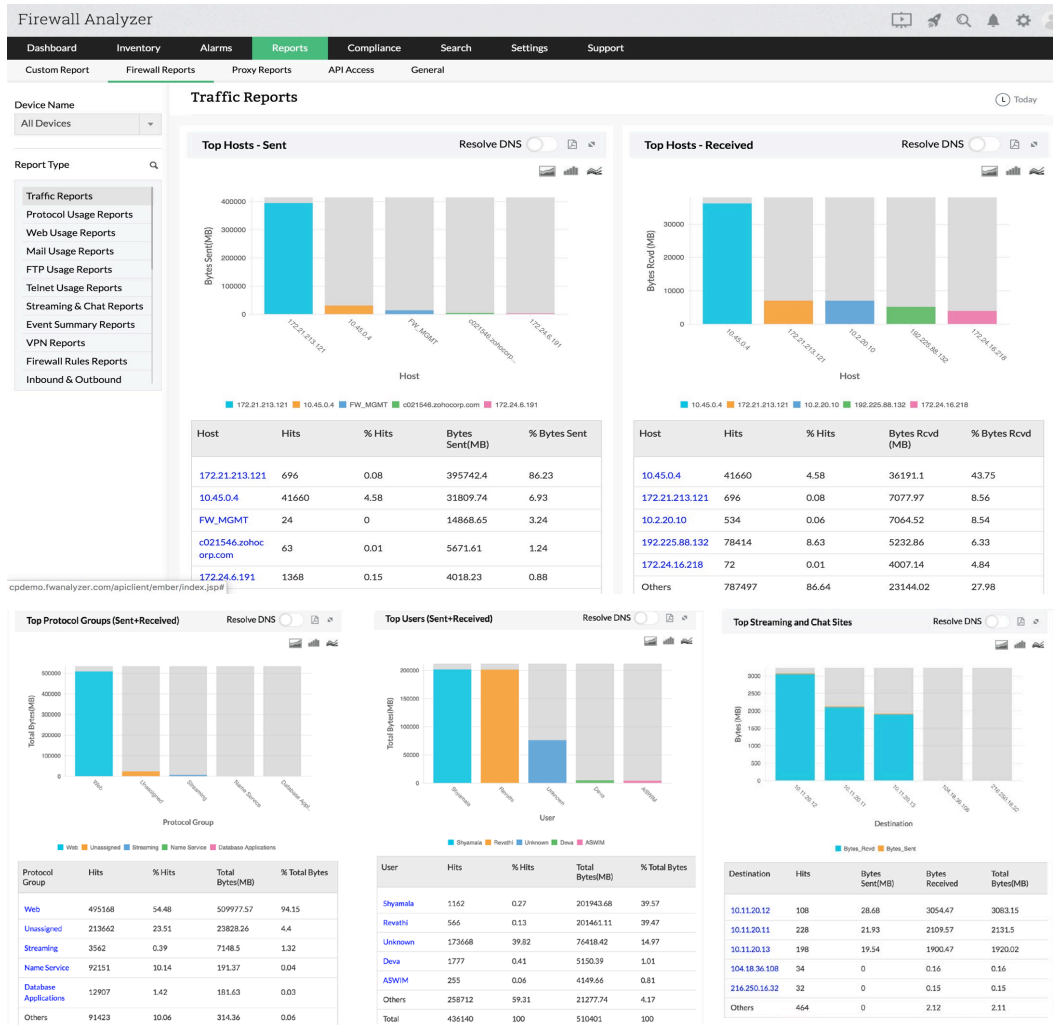 Firewall Analyzer
Dashboard Inventory Alarms Reports Compliance Search Settings Support
Custom Report Firewall Reports Proxy Reports API Access General
Device Name
All Devices
Report Type
Traffic Reports
Protocol Usage Reports
Web Usage Reports
Mail Usage Reports
FTP Usage Reports
Telnet Usage Reports
Streaming & Chat Reports
Event Summary Reports
VPN Reports
Firewall Rules Reports
Inbound & Outbound
Traffic Reports
Today
Top Hosts - Sent Resolve DNS
Bytes Sent(MB)
400000
300000
200000
100000
0
172.21.213.121 10.45.0.4 FW_MGMT c021546.zohocorp... 172.24.6.191
Host
172.21.213.121 10.45.0.4 FW_MGMT c021546.zohocorp.com 172.24.6.191
Host Hits % Hits Bytes Sent(MB) % Bytes Sent
172.21.213.121 696 0.08 395742.4 86.23
10.45.0.4 41660 4.58 31809.74 6.93
FW_MGMT 24 0 14868.65 3.24
c021546.zohoc
orp.com 63 0.01 5671.61 1.24
172.24.6.191 1368 0.15 4018.23 0.88
Top Hosts - Received Resolve DNS
Bytes Rcvd (MB)
30000
20000
10000
0
10.45.0.4 172.21.213.121 10.2.20.10 192.225.88.132 172.24.16.218
Host
10.45.0.4 172.21.213.121 10.2.20.10 192.225.88.132 172.24.16.218
Host Hits % Hits Bytes Rcvd (MB) % Bytes Rcvd
10.45.0.4 41660 4.58 36191.1 43.75
172.21.213.121 696 0.08 7077.97 8.56
10.2.20.10 534 0.06 7064.52 8.54
192.225.88.132 78414 8.63 5232.86 6.33
172.24.16.218 72 0.01 4007.14 4.84
Others 787497 86.64 23144.02 27.98
cpdemo.fwanalyzer.com/apiclient/ember/index.jsp#
Top Protocol Groups (Sent+Received) Resolve DNS
Total Bytes(MB)
500000
400000
300000
200000
100000
0
Web Unassigned Streaming Name Service Database Appl...
Protocol Group
Web Unassigned Streaming Name Service Database Applications
Protocol Group Hits % Hits Total Bytes(MB) % Total Bytes
Web 495168 54.48 509977.57 94.15
Unassigned 213662 23.51 23828.26 4.4
Streaming 3562 0.39 7148.5 1.32
Name Service 92151 10.14 191.37 0.04
Database
Applications 12907 1.42 181.63 0.03
Others 91423 10.06 314.36 0.06
Top Users (Sent+Received) Resolve DNS
Total Bytes(MB)
200000
150000
100000
50000
0
Shyamala Revathi Unknown Deva ASWIM
User
Shyamala Revathi Unknown Deva ASWIM
User Hits % Hits Total Bytes(MB) % Total Bytes
Shyamala 1162 0.27 201943.68 39.57
Revathi 566 0.13 201461.11 39.47
Unknown 173668 39.82 76418.42 14.97
Deva 1777 0.41 5150.39 1.01
ASWIM 255 0.06 4149.66 0.81
Others 258712 59.31 21277.74 4.17
Total 436140 100 510401 100
Top Streaming and Chat Sites Resolve DNS
Bytes (MB)
3000
2500
2000
1500
1000
500
0
10.11.20.12 10.11.20.11 10.11.20.13 104.18.36.108 216.250.16.32
Destination
Bytes_Rcvd Bytes_Sent
Destination Hits Bytes Sent(MB) Bytes Received Total Bytes(MB)
10.11.20.12 108 28.68 3054.47 3083.15
10.11.20.11 228 21.93 2109.57 2131.5
10.11.20.13 198 19.54 1900.47 1920.02
104.18.36.108 34 0 0.16 0.16
216.250.16.32 32 0 0.15 0.15
Others 464 0 2.12 2.11